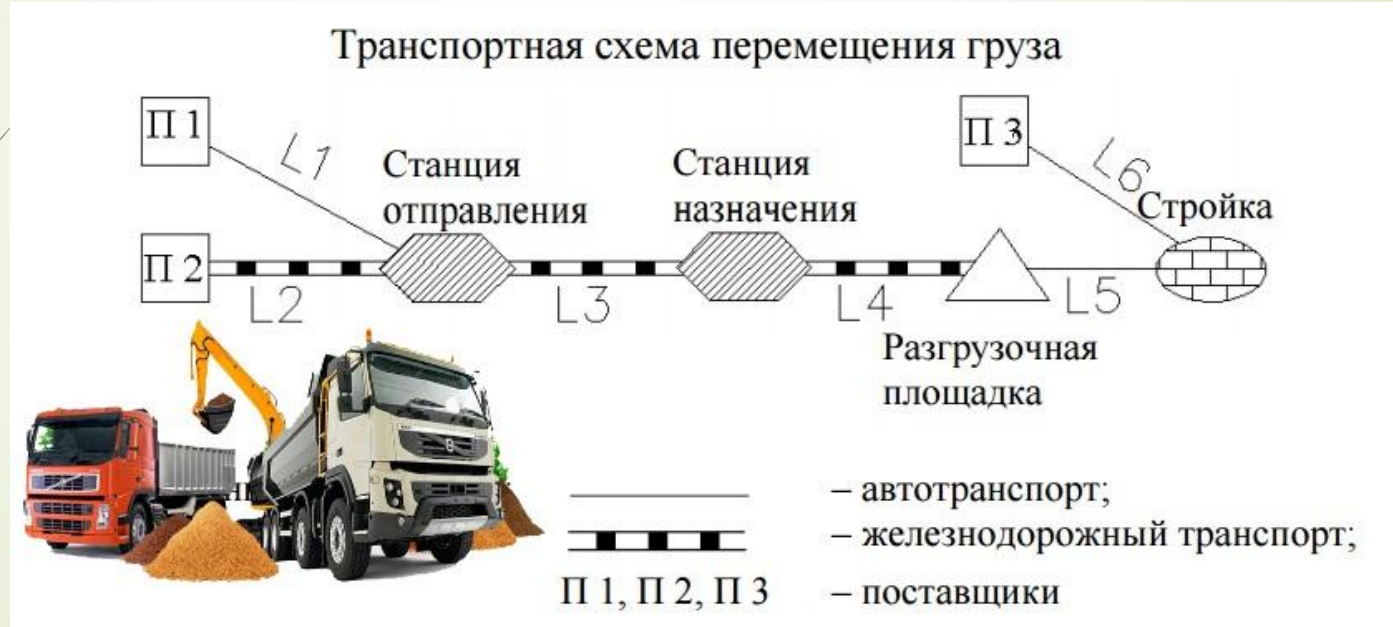 Транспортная схема перемещения груза
П 1
L1
Станция
отправления
Станция
назначения
П 3
L6
Стройка
П 2
L2
L3
L4
L5
Разгрузочная
площадка
– автотранспорт;
– железнодорожный транспорт;
П 1, П 2, П 3 – поставщики